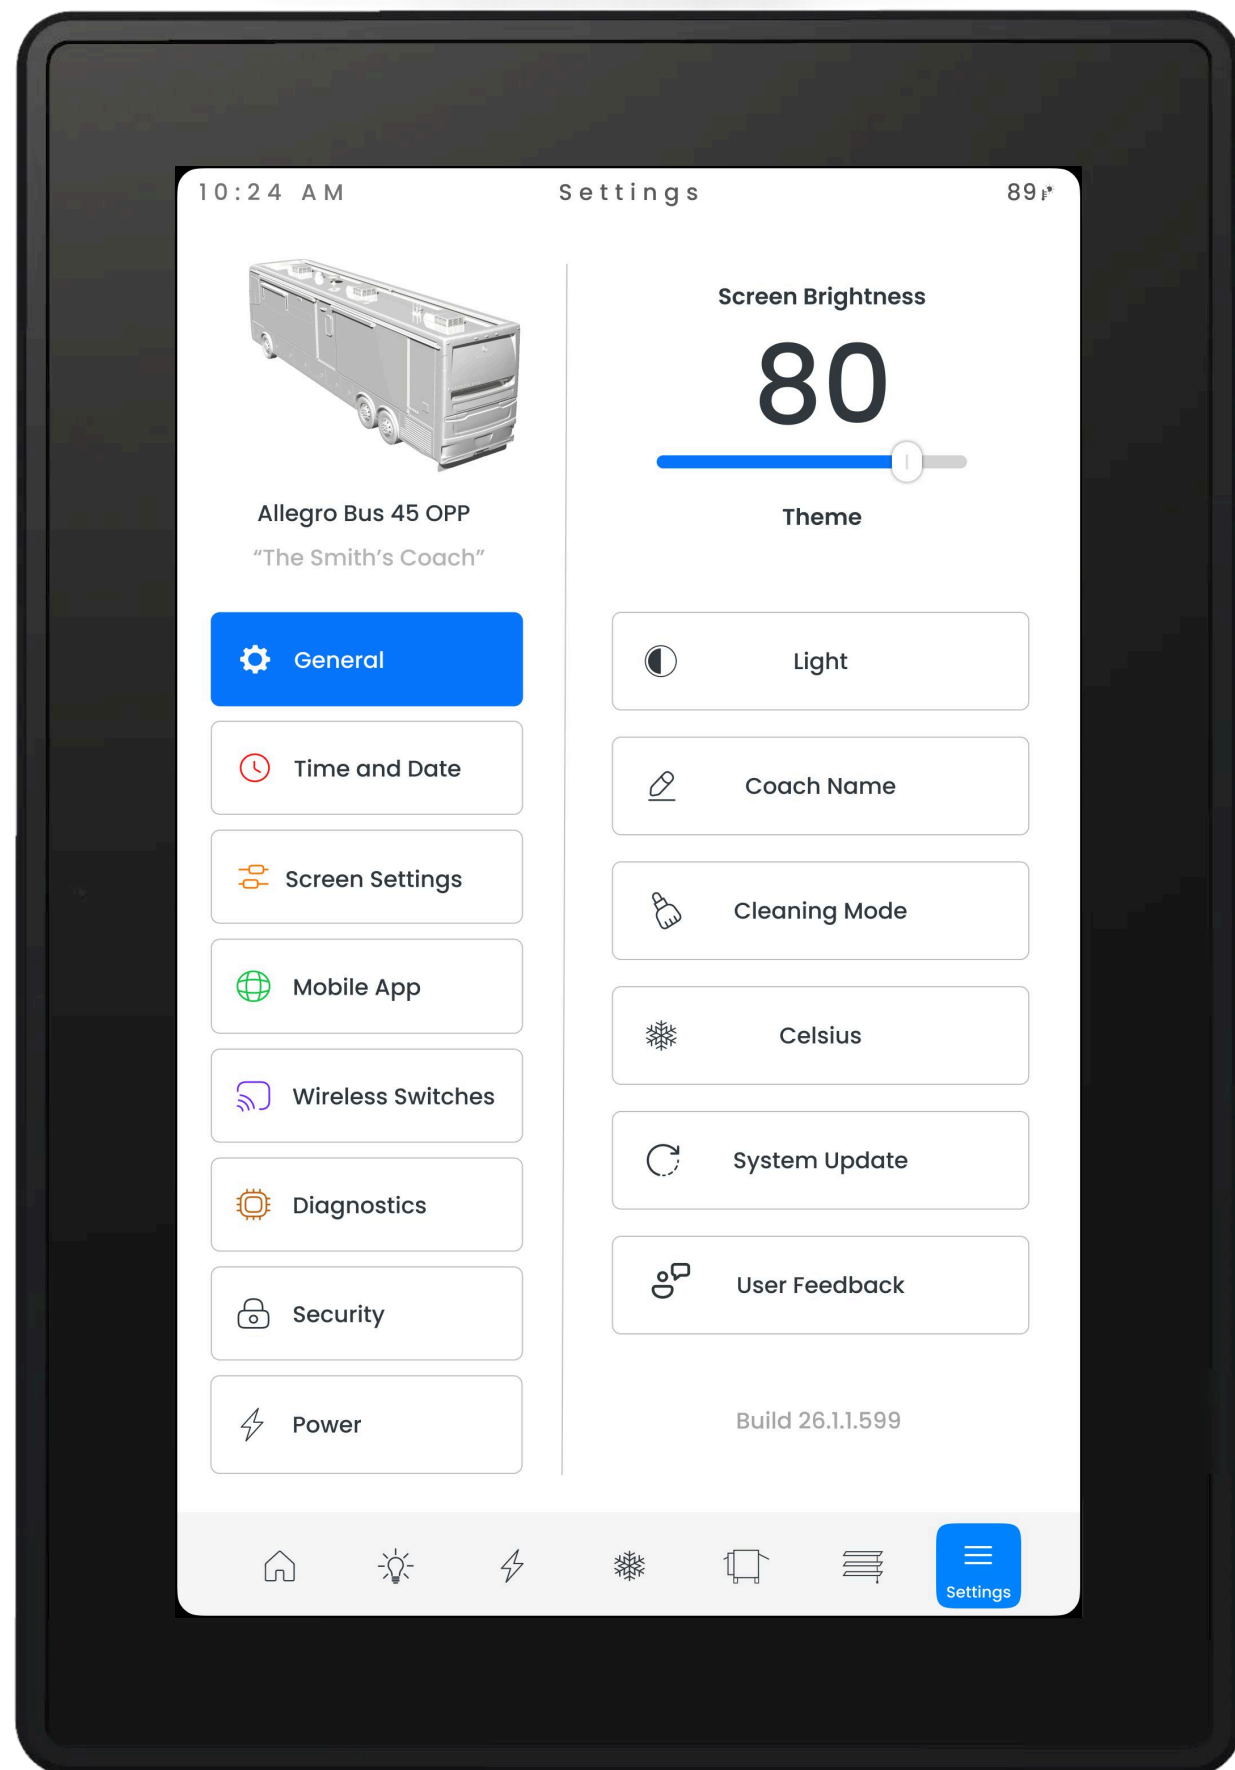 10:24 AM
Settings
89
Allegro Bus 45 OPP
“The Smith’s Coach”
General
Time and Date
Screen Settings
Mobile App
Wireless Switches
Diagnostics
Security
Power
Screen Brightness
80
Theme
Light
Coach Name
Cleaning Mode
Celsius
System Update
User Feedback
Build 26.1.1.599
Settings